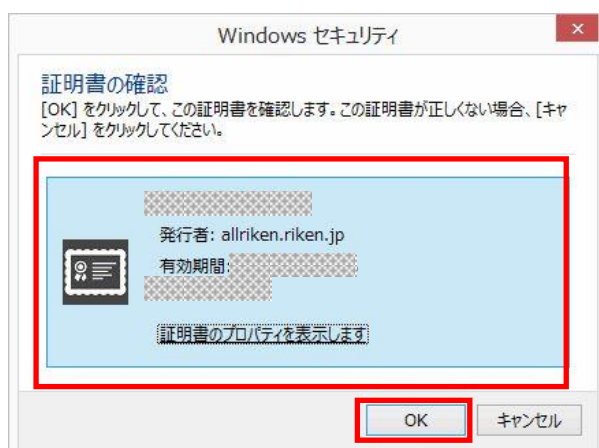 Windows セキュリティ
証明書の確認
[OK] をクリックして、この証明書を確認します。この証明書が正しくない場合、[キャ
ンセル] をクリックしてください。
発行者: allriken.riken.jp
有効期間:
証明書のプロパティを表示します
OK
キャンセル